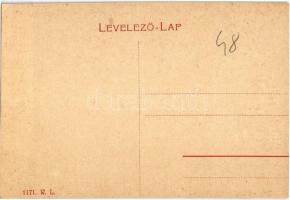 LEVELEZŐ-LAP
48
1171. R. L.